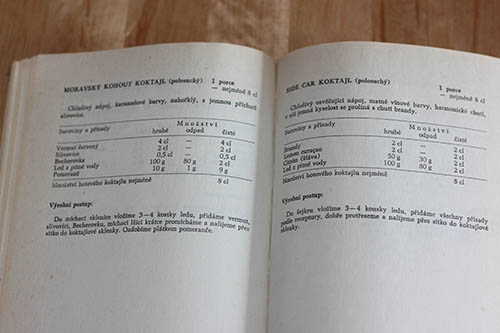 MORAVSKÝ KOHOUT KOKTAJL (polosuchý) 1 porce
— nejméně 8 cl
Chladivý nápoj, karamelové barvy, nahořklý, s jemnou příchutí
slivovice.
Suroviny a přísady Množství
hrubé odpad čisté
Vermut červený 4 cl — 4 cl
Slivovice 2 cl — 2 cl
Becherovka 0,5 cl — 0,5 cl
Led z pitné vody 100 g 80 g 2 cl
Pomeranč 10 g 1 g 9 g
Množství hotového koktajlu nejméně 8 cl
Výrobní postup:
Do míchací sklenice vložíme 3—4 kostky ledu, přidáme vermut,
slivovici, Becherovku, míchací lžící krátce promícháme a nalijeme přes
sítko do koktajlové sklenky. Ozdobíme plátkem pomeranče.
SIDE CAR KOKTAJL (polosuchý) 1 porce
— nejméně 8 cl
Chladivý osvěžující nápoj, matně vínové barvy, harmonické chuti,
v níž jemná kyselost se prolíná s chutí brandy.
Suroviny a přísady Množství
hrubé odpad čisté
Brandy 2 cl — 2 cl
Lemon curaçao 2 cl — 2 cl
Citrón (šťáva) 50 g 30 g 2 cl
Led z pitné vody 100 g 80 g 2 cl
Množství hotového koktajlu nejméně 8 cl
Výrobní postup:
Do šejkru vložíme 3—4 kousky ledu, přidáme všechny přísady
podle receptury, dobře protřeseme a nalijeme přes sítko do koktajlové
sklenky.